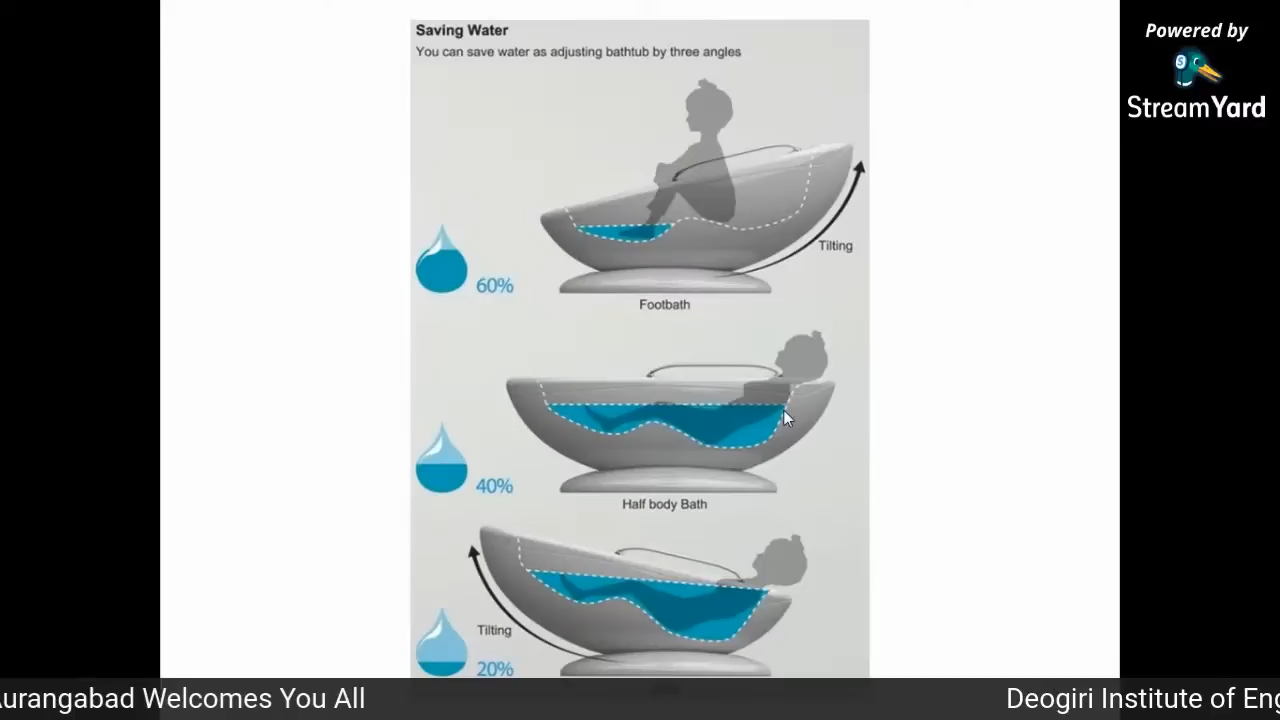 Saving Water
You can save water as adjusting bathtub by three angles
Powered by
StreamYard
Tilting
60%
Footbath
40%
Half body Bath
Tilting
20%
Aurangabad Welcomes You All
Deogiri Institute of Eng